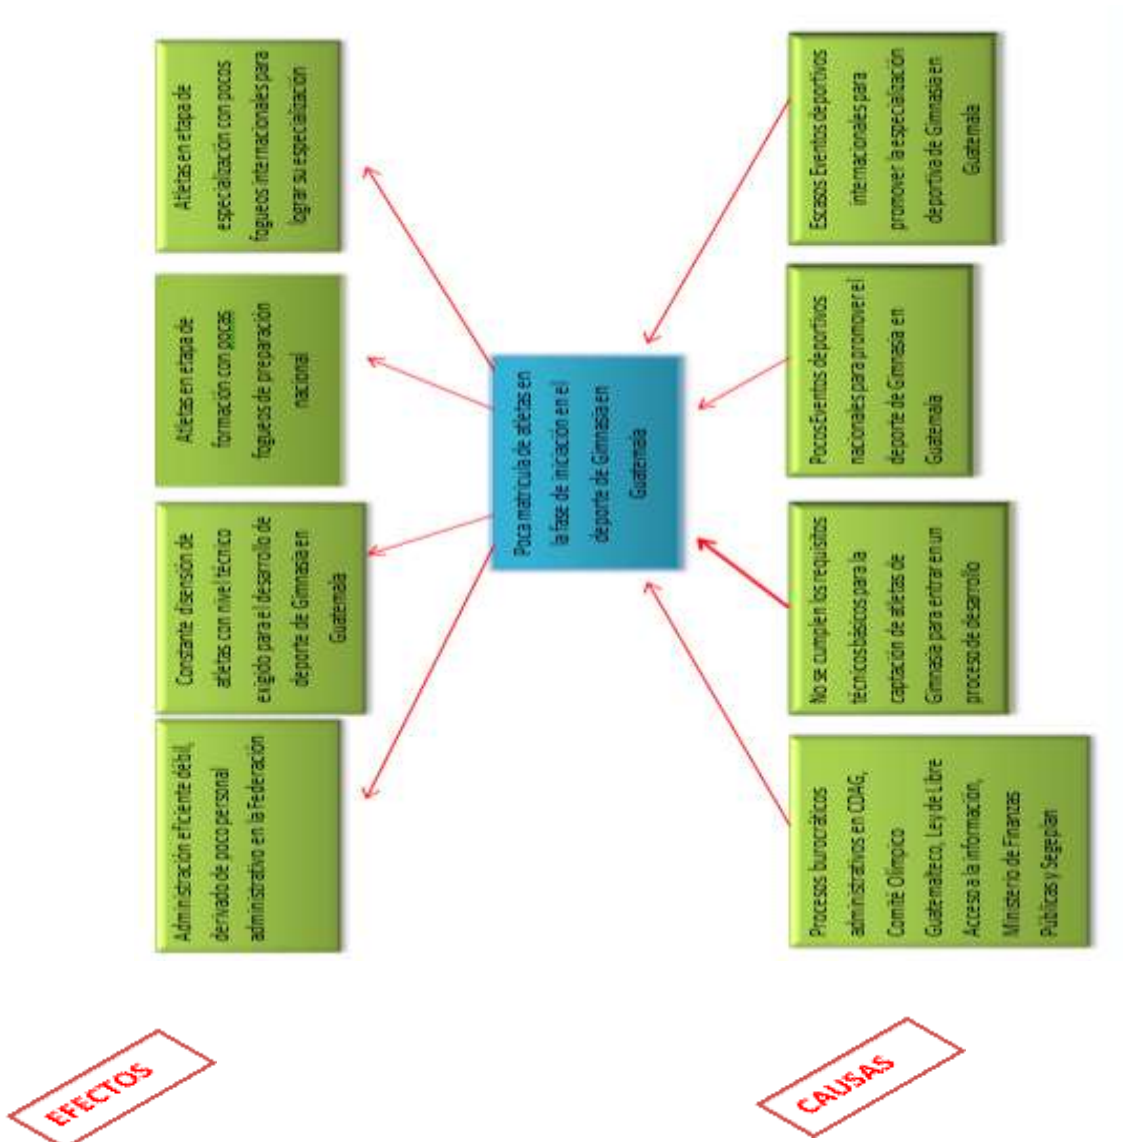 EFECTOS
Administración eficiente débil,
derivado de poco personal
administrativo en la Federación
Constante disensión de
atletas con nivel técnico
exigido para el desarrollo de
deporte de Gimnasia en
Guatemala
Atletas en etapa de
formación con pocas
fogueos de preparación
nacional
Atletas en etapa de
especialización con pocos
fogueos internacionales para
lograr su especialización
Poca matricula de atletas en
la fase de iniciación en el
deporte de Gimnasia en
Guatemala
CAUSAS
Procesos burocráticos
administrativos en CDAG,
Comité Olímpico
Guatemalteco, Ley de Libre
Acceso a la información,
Ministerio de Finanzas
Públicas y Segeplan
No se cumplen los requisitos
técnicos básicos para la
captación de atletas de
Gimnasia para entrar en un
proceso de desarrollo
Pocos Eventos deportivos
nacionales para promover el
deporte de Gimnasia en
Guatemala
Escasos Eventos deportivos
internacionales para
promover la especialización
deportiva de Gimnasia en
Guatemala